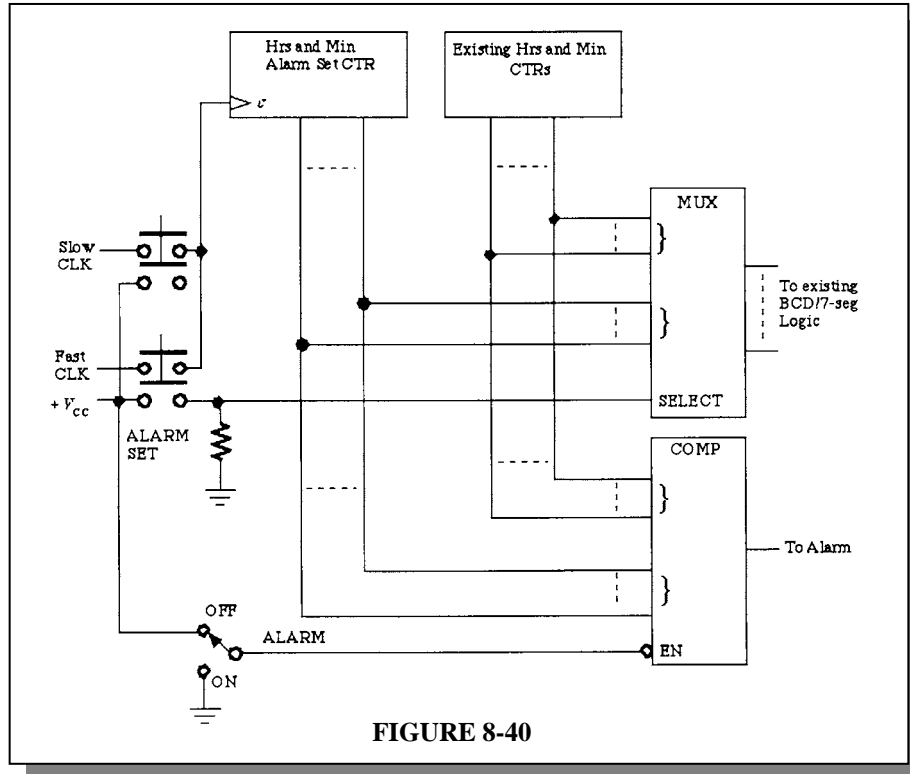 Hrs and Min
Alarm Set CTR
c
Existing Hrs and Min
CTRs
MUX
}
}
To existing
BCD/7-seg
Logic
SELECT
Slow
CLK
Fast
CLK
+ VCC
ALARM
SET
COMP
}
}
To Alarm
EN
OFF
ALARM
ON
FIGURE 8-40